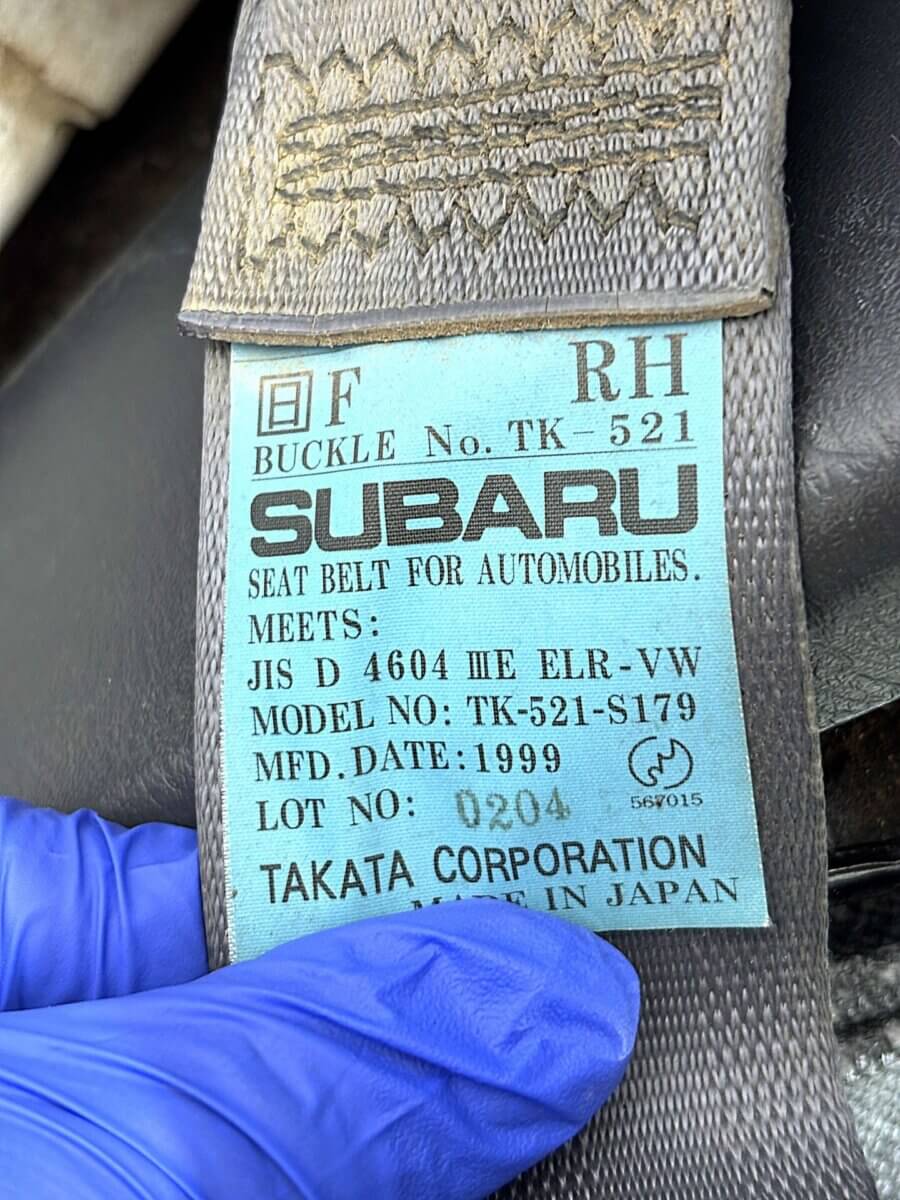 日 F RH
BUCKLE No. TK-521
SUBARU
SEAT BELT FOR AUTOMOBILES.
MEETS:
JIS D 4604 ⅢE ELR-VW
MODEL NO: TK-521-S179
MFD. DATE: 1999
LOT NO: 0204
567015
TAKATA CORPORATION
MADE IN JAPAN